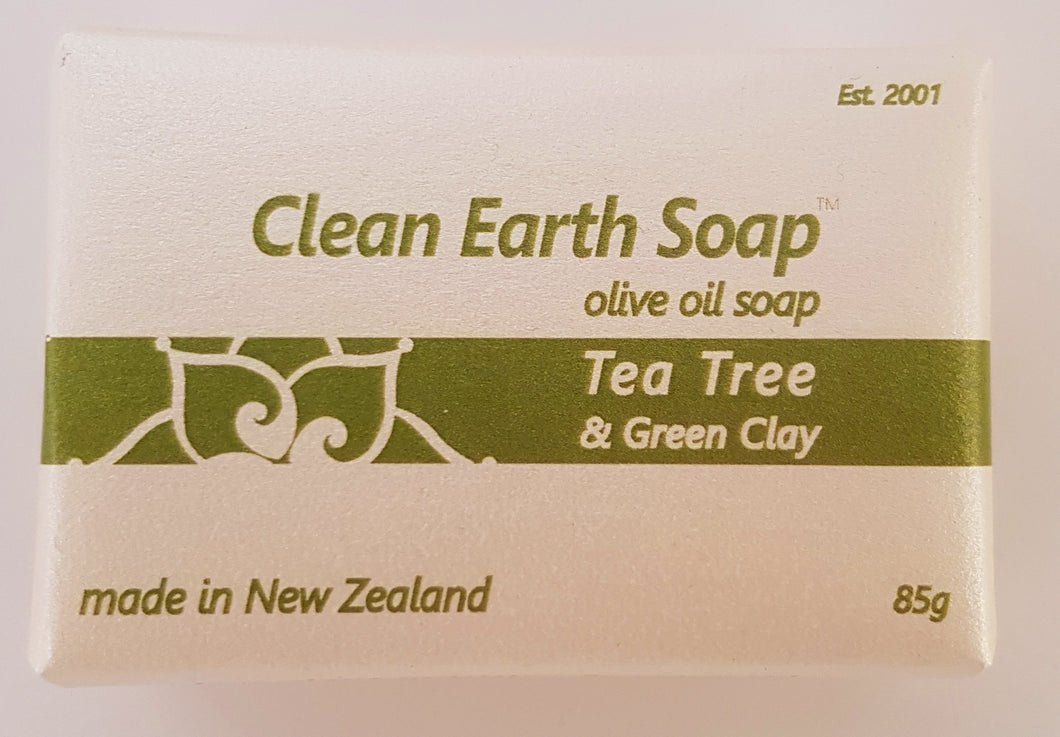 Est. 2001
Clean Earth Soap™
olive oil soap
Tea Tree
& Green Clay
made in New Zealand
85g